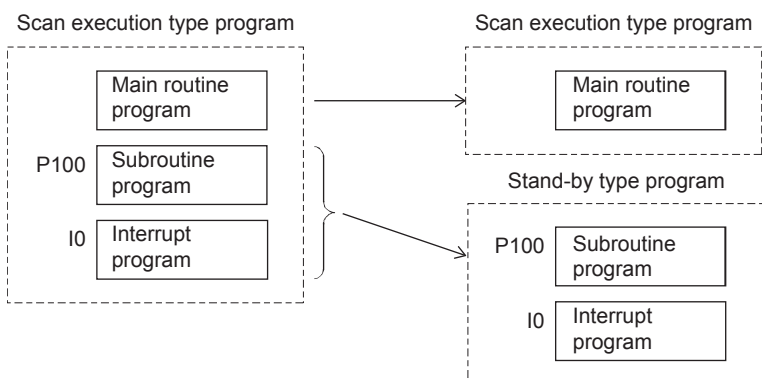 Scan execution type program
Main routine
program
P100
Subroutine
program
I0
Interrupt
program
Scan execution type program
Main routine
program
Stand-by type program
P100
Subroutine
program
I0
Interrupt
program